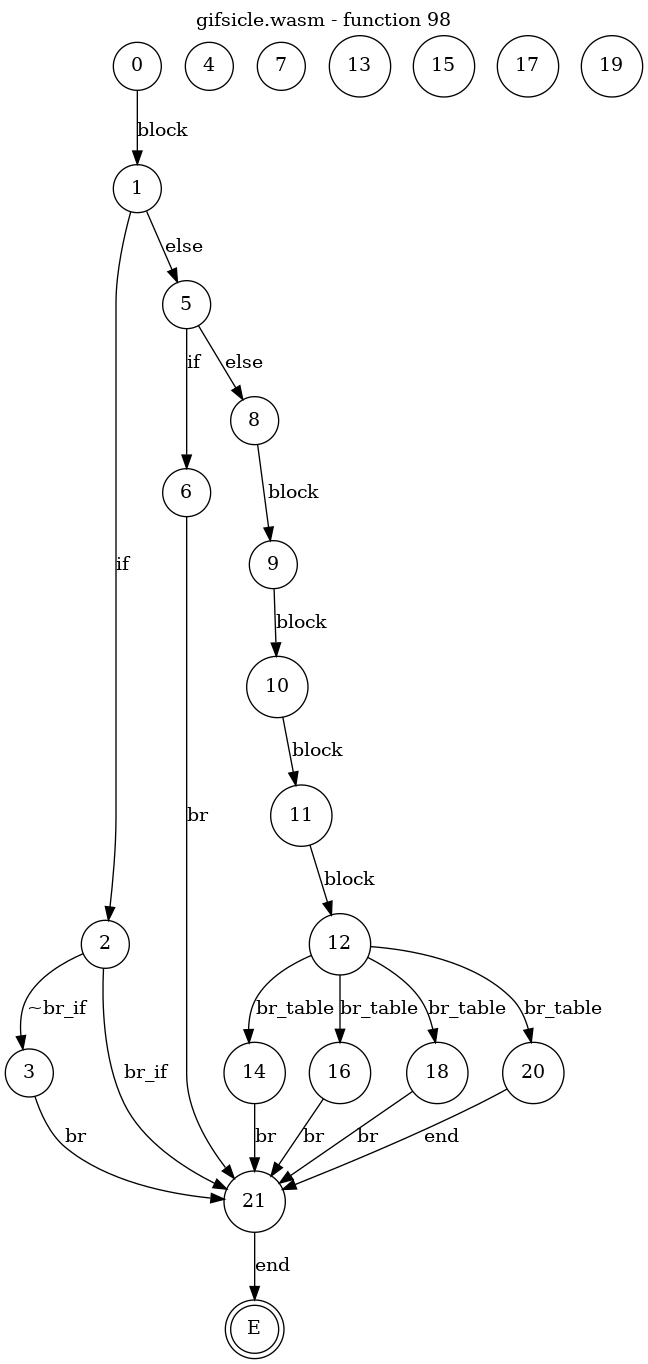 gifsicle.wasm - function 98
0 4 7 13 15 17 19
block
1
else
5
if else
8
6 block
9
if
block
10
block
11
br
block
2 12
~br_if br_table br_table br_table br_table
3 14 16 18 20
br_if
br br br br end
21
end
E